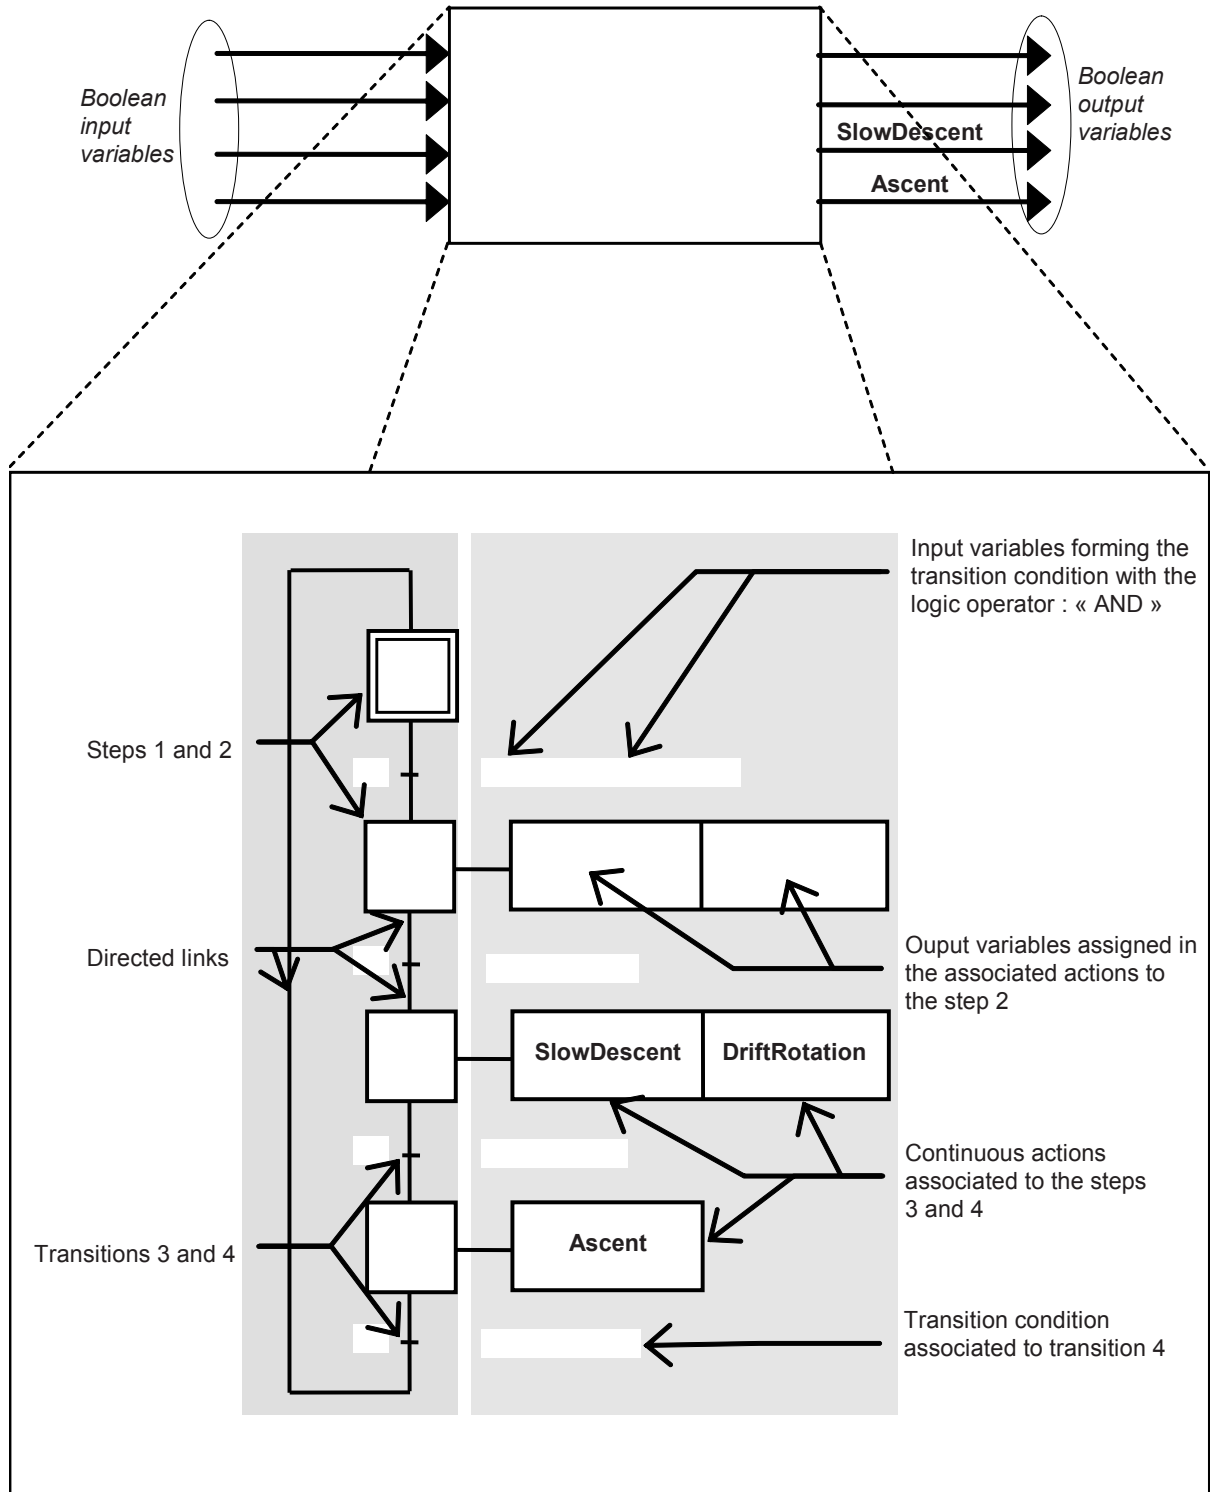 Boolean
input
variables
SlowDescent
Ascent
Boolean
output
variables
Input variables forming the
transition condition with the
logic operator : « AND »
Steps 1 and 2
Directed links
Ouput variables assigned in
the associated actions to
the step 2
SlowDescent
DriftRotation
Continuous actions
associated to the steps
3 and 4
Transitions 3 and 4
Ascent
Transition condition
associated to transition 4